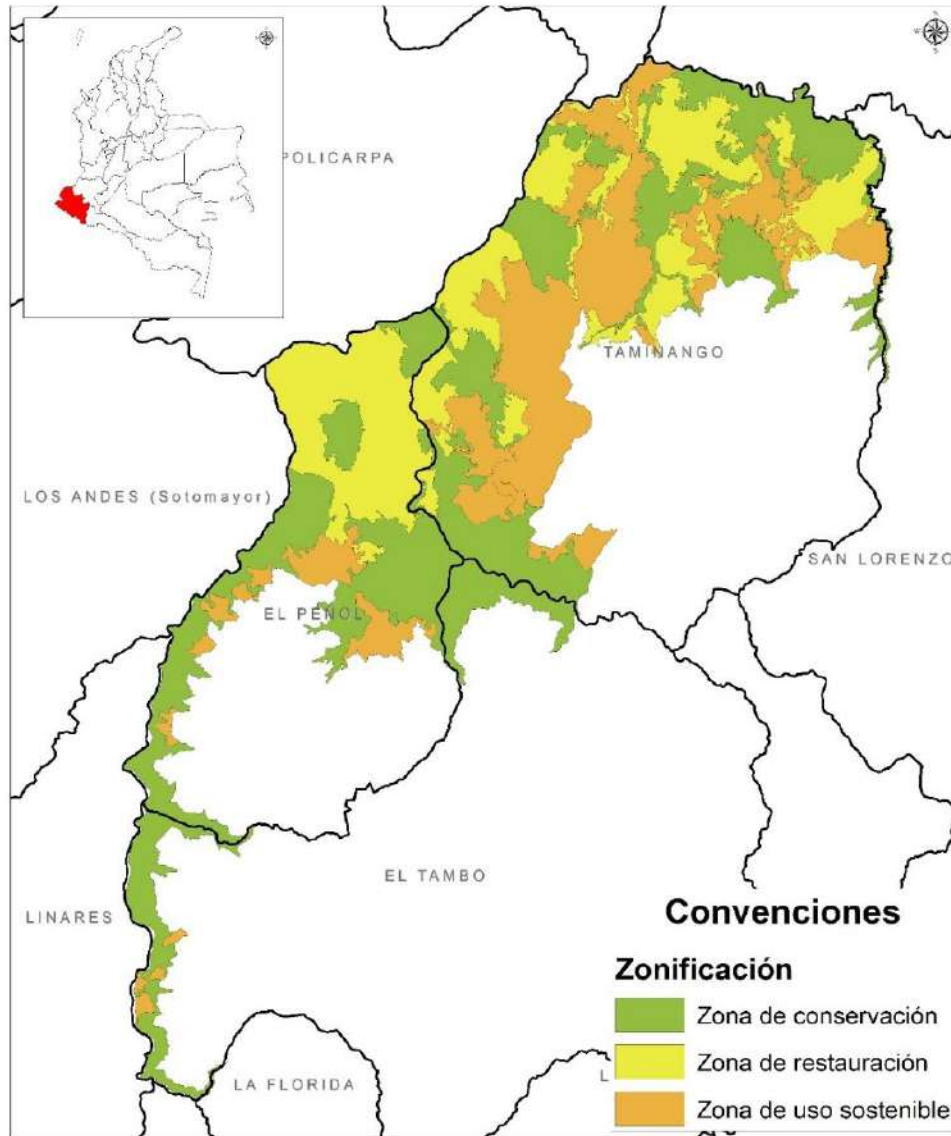 POLICARPA
TAMINANGO
LOS ANDES (Sotomayor)
SAN LORENZO
EL PEÑOL
EL TAMBO
LINARES
Convenciones
Zonificación
Zona de conservación
Zona de restauración
LA FLORIDA
Zona de uso sostenible